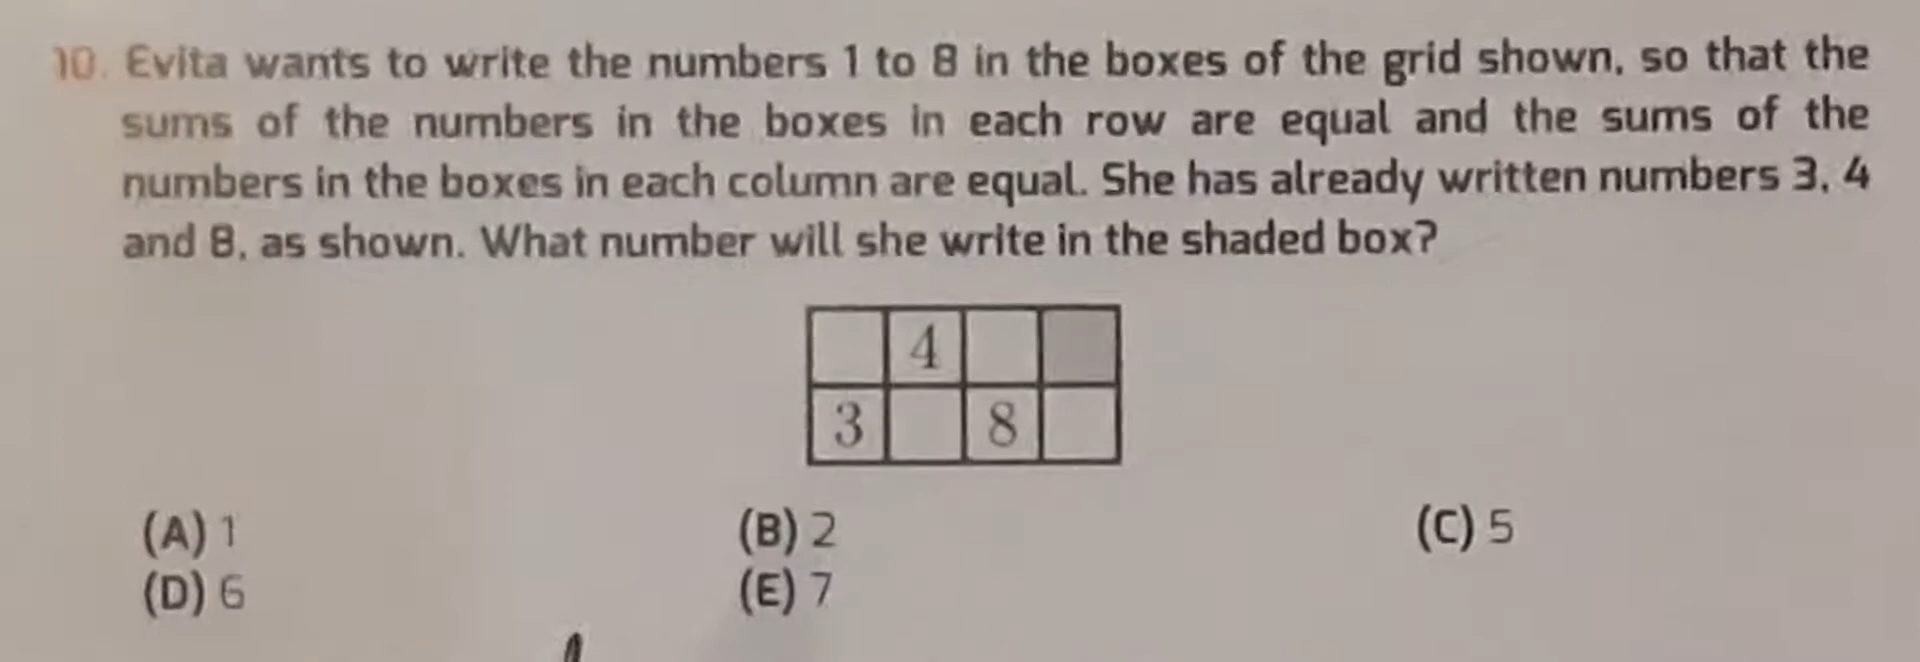 10. Evita wants to write the numbers 1 to 8 in the boxes of the grid shown, so that the
sums of the numbers in the boxes in each row are equal and the sums of the
numbers in the boxes in each column are equal. She has already written numbers 3, 4
and 8, as shown. What number will she write in the shaded box?
4
3 8
(A) 1 (B) 2 (C) 5
(D) 6 (E) 7